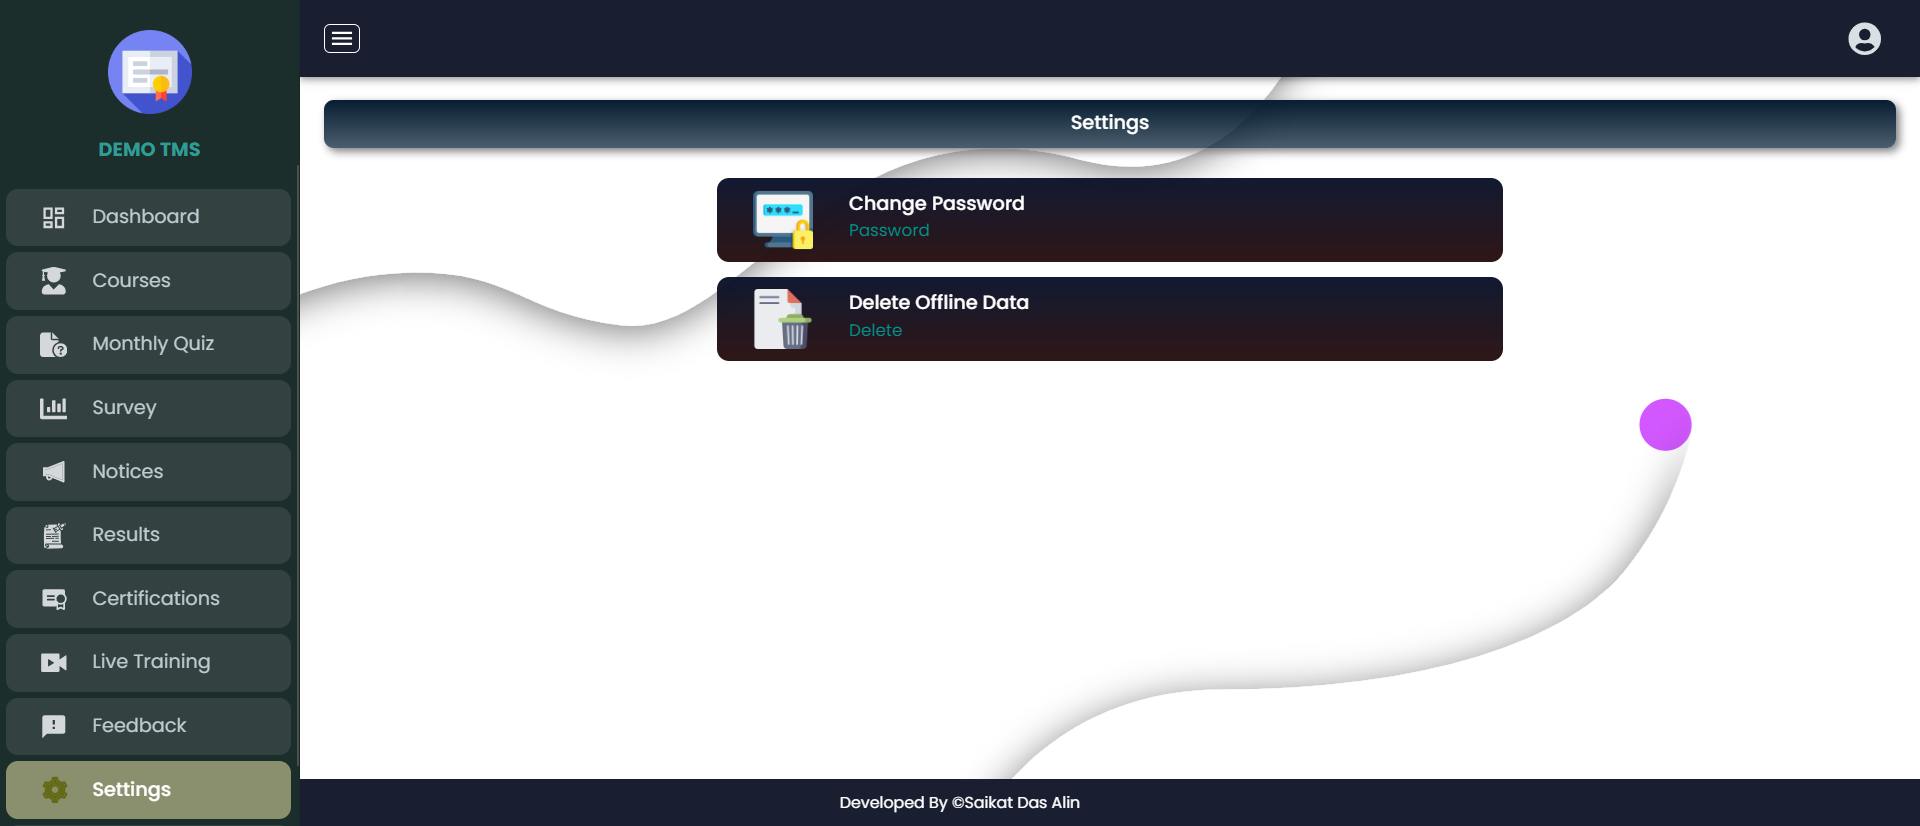 DEMO TMS
Dashboard
Courses
Monthly Quiz
Survey
Notices
Results
Certifications
Live Training
Feedback
Settings
Settings
Change Password
Password
Delete Offline Data
Delete
Developed By ©Saikat Das Alin